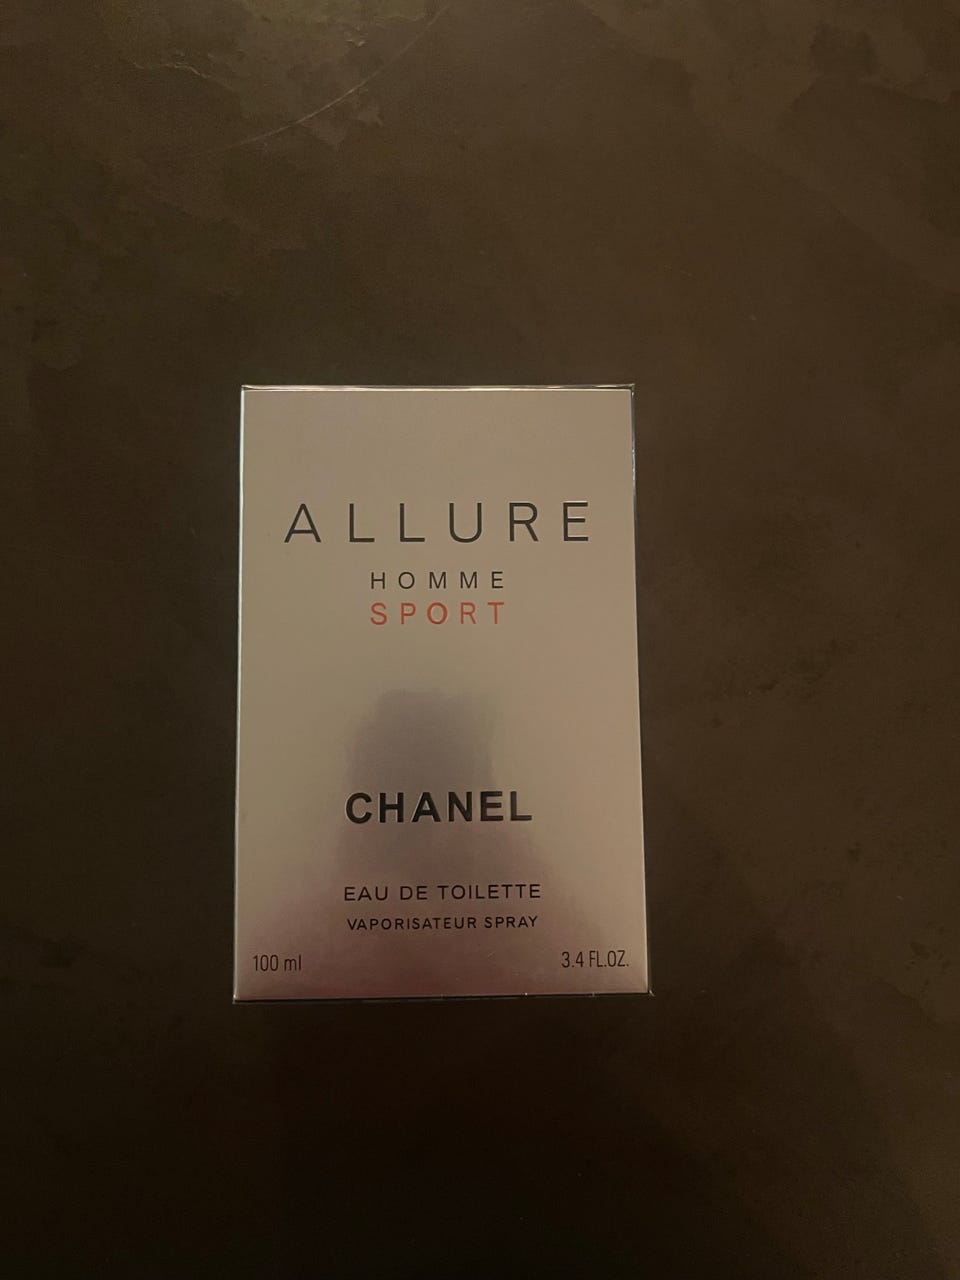 ALLURE
HOMME
SPORT
CHANEL
EAU DE TOILETTE
VAPORISATEUR SPRAY
100 ml 3.4 FL.OZ.